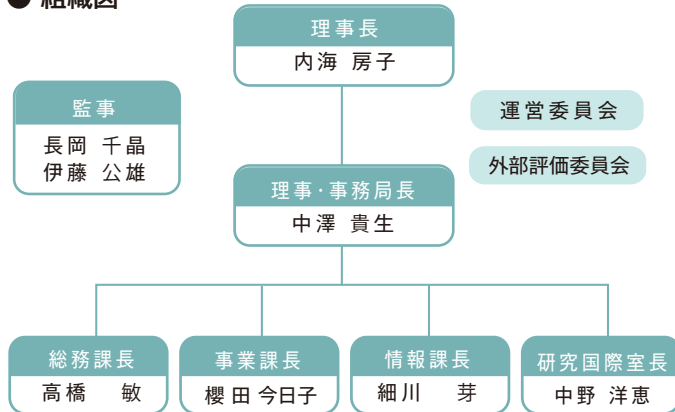 ● 組織図
理事長
内海 房子
監事
長岡 千晶
伊藤 公雄
運営委員会
外部評価委員会
理事・事務局長
中澤 貴生
総務課長
高橋 敏
事業課長
櫻田 今日子
情報課長
細川 芽
研究国際室長
中野 洋恵